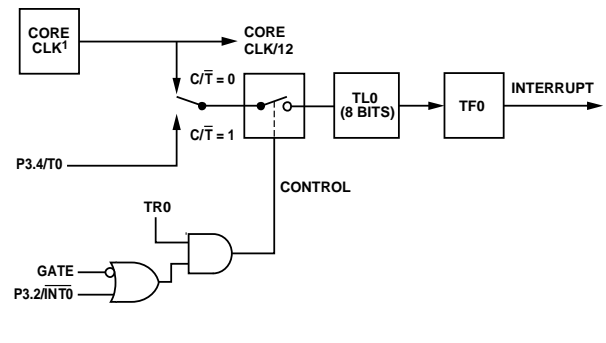 CORE
CLK¹
CORE
CLK/12
C/T̅ = 0
C/T̅ = 1
TL0
(8 BITS)
TF0
INTERRUPT
P3.4/T0
CONTROL
TR0
GATE
P3.2/I̅N̅T̅0̅